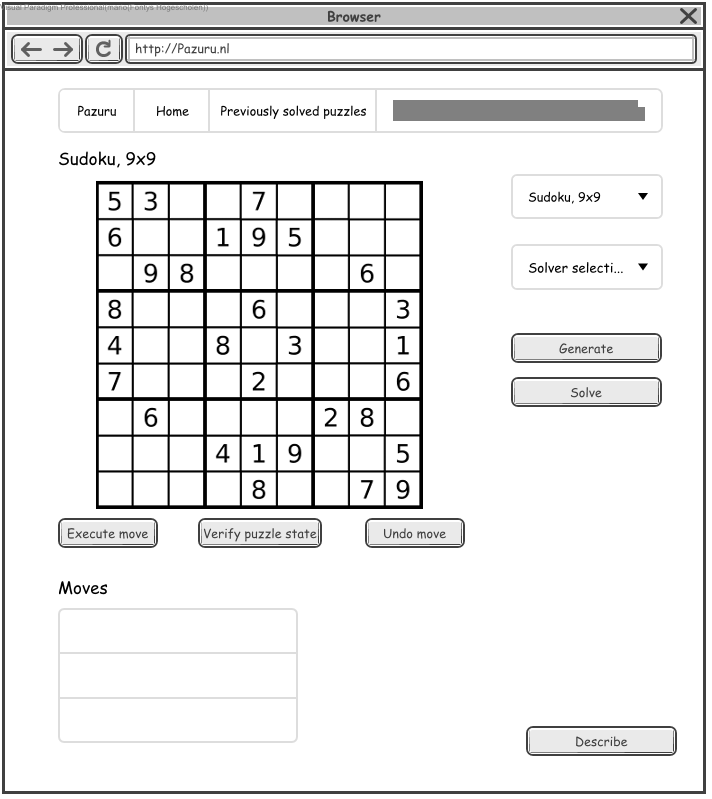 Visual Paradigm Professional(mano(Fontys Hogescholen))
Browser
http://Pazuru.nl
Pazuru Home Previously solved puzzles
Sudoku, 9x9
Sudoku, 9x9
Solver selecti...
5 3 7
6 1 9 5
9 8 6
8 6 3
4 8 3 1
7 2 6
6 2 8
4 1 9 5
8 7 9
Generate
Solve
Execute move Verify puzzle state Undo move
Moves
Describe